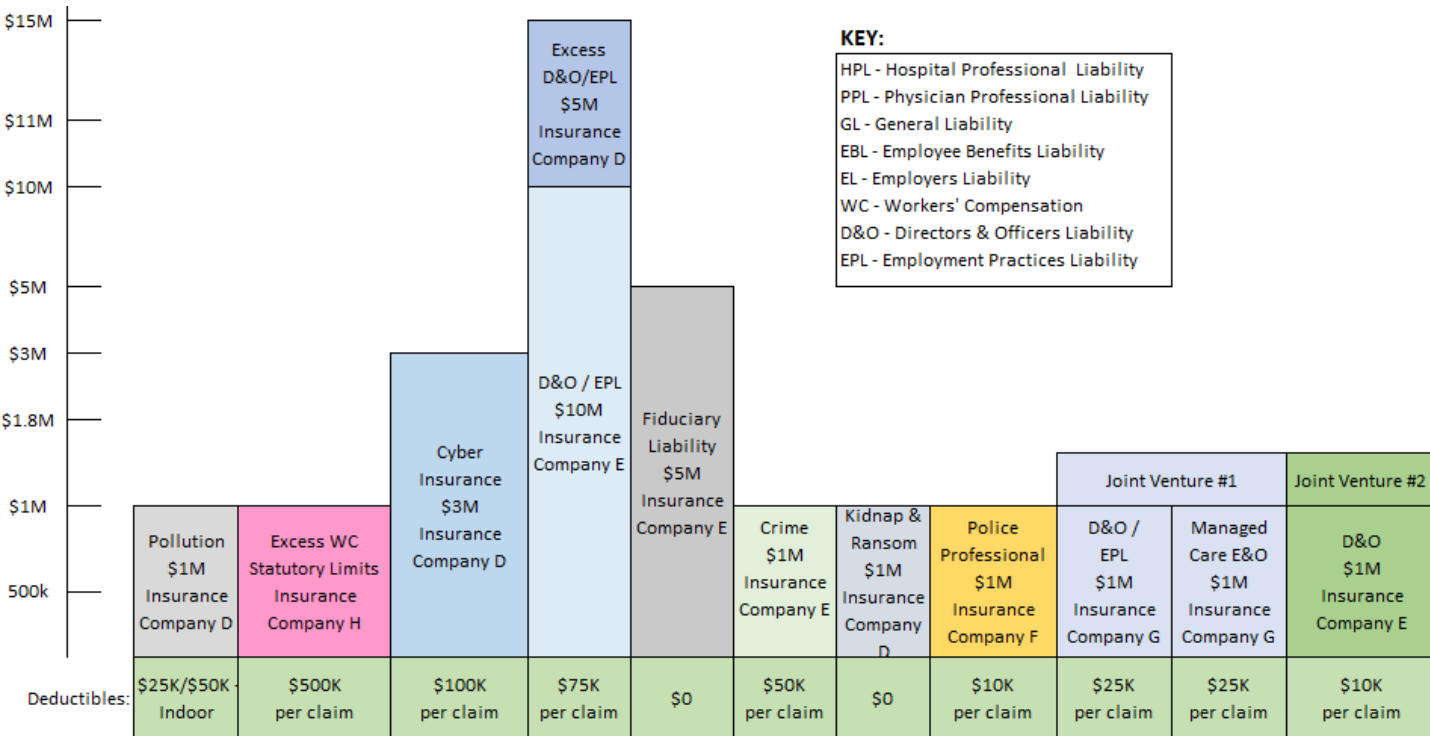 $15M
$11M
$10M
$5M
$3M
$1.8M
$1M
500k
KEY:
HPL - Hospital Professional Liability
PPL - Physician Professional Liability
GL - General Liability
EBL - Employee Benefits Liability
EL - Employers Liability
WC - Workers' Compensation
D&O - Directors & Officers Liability
EPL - Employment Practices Liability
Pollution
$1M
Insurance
Company D
Excess WC
Statutory Limits
Insurance
Company H
Cyber
Insurance
$3M
Insurance
Company D
Excess
D&O/EPL
$5M
Insurance
Company D
D&O / EPL
$10M
Insurance
Company E
Fiduciary
Liability
$5M
Insurance
Company E
Crime
$1M
Insurance
Company E
Kidnap &
Ransom
$1M
Insurance
Company
D
Police
Professional
$1M
Insurance
Company F
Joint Venture #1
D&O /
EPL
$1M
Insurance
Company G
Managed
Care E&O
$1M
Insurance
Company G
Joint Venture #2
D&O
$1M
Insurance
Company E
Deductibles:
$25K/$50K -
Indoor
$500K
per claim
$100K
per claim
$75K
per claim
$0
$50K
per claim
$0
$10K
per claim
$25K
per claim
$25K
per claim
$10K
per claim